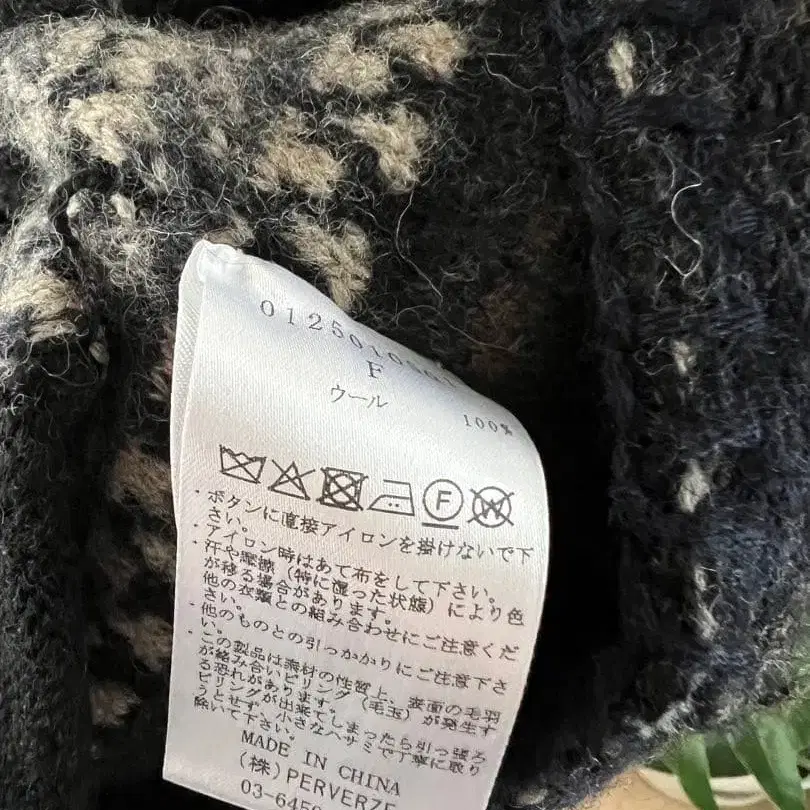 F
ウール 100%
F W
・ボタンに直接アイロンを掛けないで下
さい。
・アイロン時はあて布をして下さい。
・汗や摩擦（特に湿った状態）により色
が移る場合があります。
他の衣類との組み合わせにご注意くだ
さい。
・他のものとの引っかかりにご注意下さ
い。
・この製品は素材の性質上、表面の毛羽
が絡み合いピリング（毛玉）が発生す
る恐れがあります。
ピリングが出来てしまったら引っ張ろ
うとせず、小さなハサミで丁寧に取り
除いて下さい。
MADE IN CHINA
(株) PERVERZE